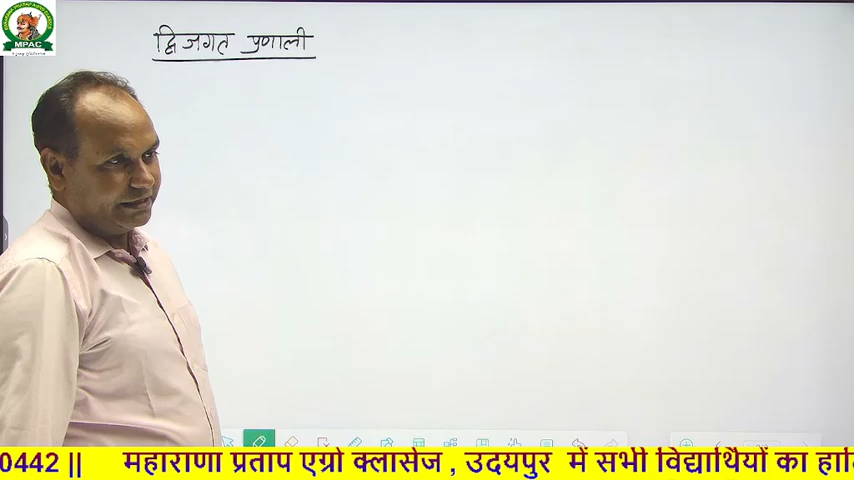 MPAC
द्विजगत प्रणाली
0442 || महाराणा प्रताप एग्रो क्लासेज , उदयपुर में सभी विद्यार्थियों का हार्दि